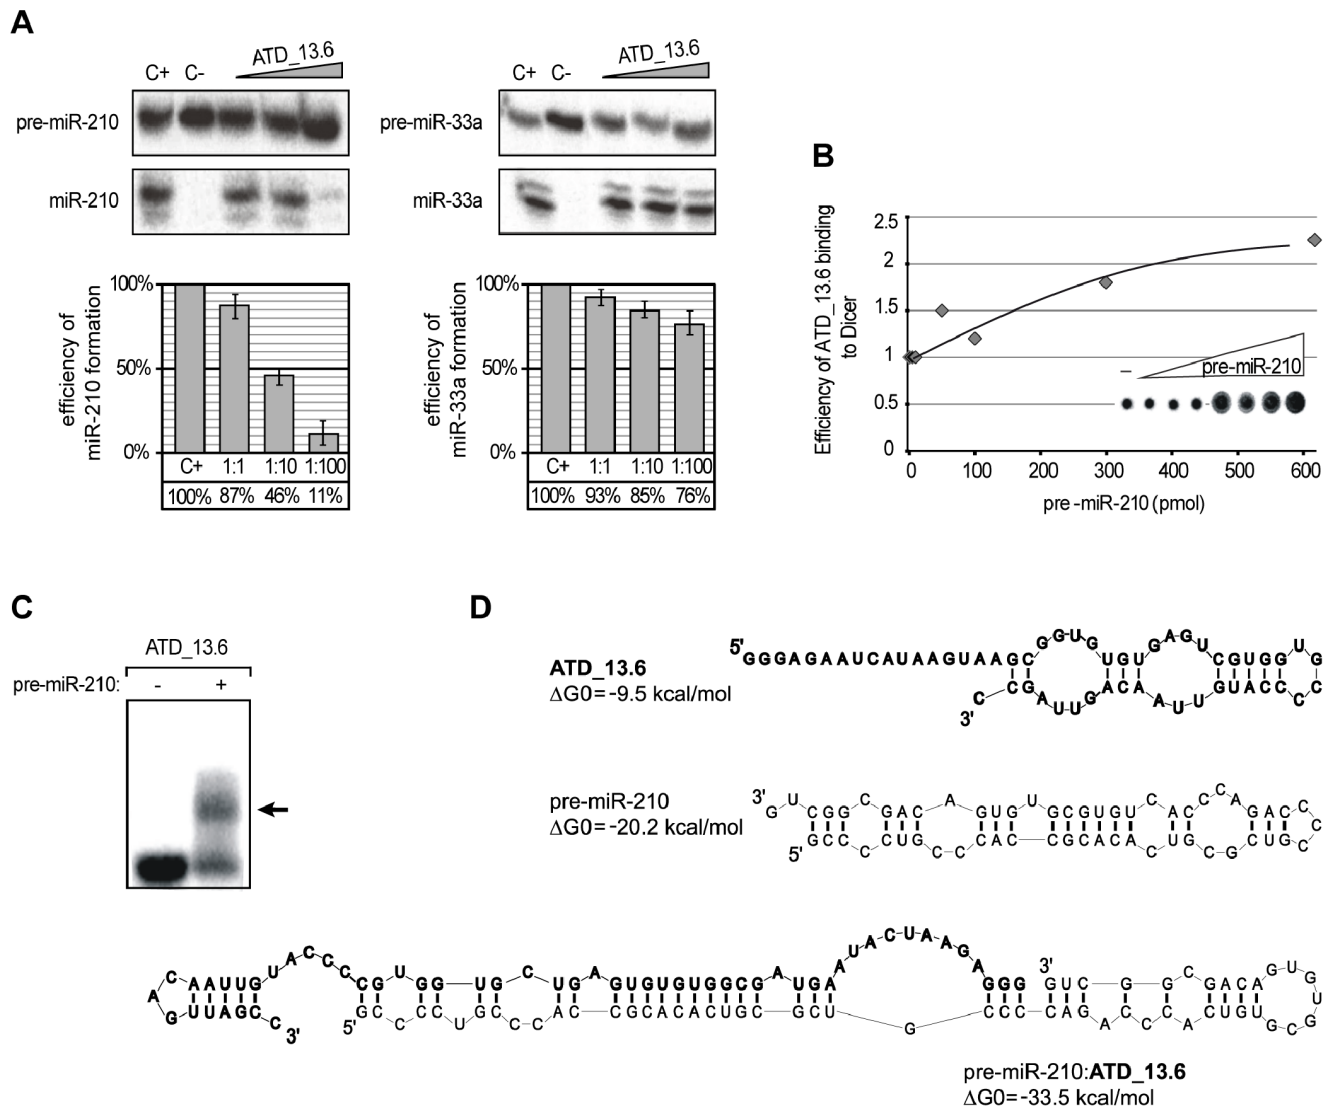 A
C+ C- ATD_13.6
pre-miR-210
miR-210
efficiency of
miR-210 formation
100%
50%
0%
C+ 1:1 1:10 1:100
100% 87% 46% 11%
C+ C- ATD_13.6
pre-miR-33a
miR-33a
efficiency of
miR-33a formation
100%
50%
0%
C+ 1:1 1:10 1:100
100% 93% 85% 76%
B
Efficiency of ATD_13.6 binding
to Dicer
2.5
2
1.5
1
0.5
0
– pre-miR-210
0 100 200 300 400 500 600
pre-miR-210 (pmol)
C
ATD_13.6
pre-miR-210: - +
D
ATD_13.6
ΔG0= -9.5 kcal/mol
5'
GGGAGAAUCAUAAGUAAGCGGUGUGUGAGUCGUGGUG
3'
pre-miR-210
ΔG0= -20.2 kcal/mol
3'
5'
5'
3'
3'
pre-miR-210:ATD_13.6
ΔG0= -33.5 kcal/mol